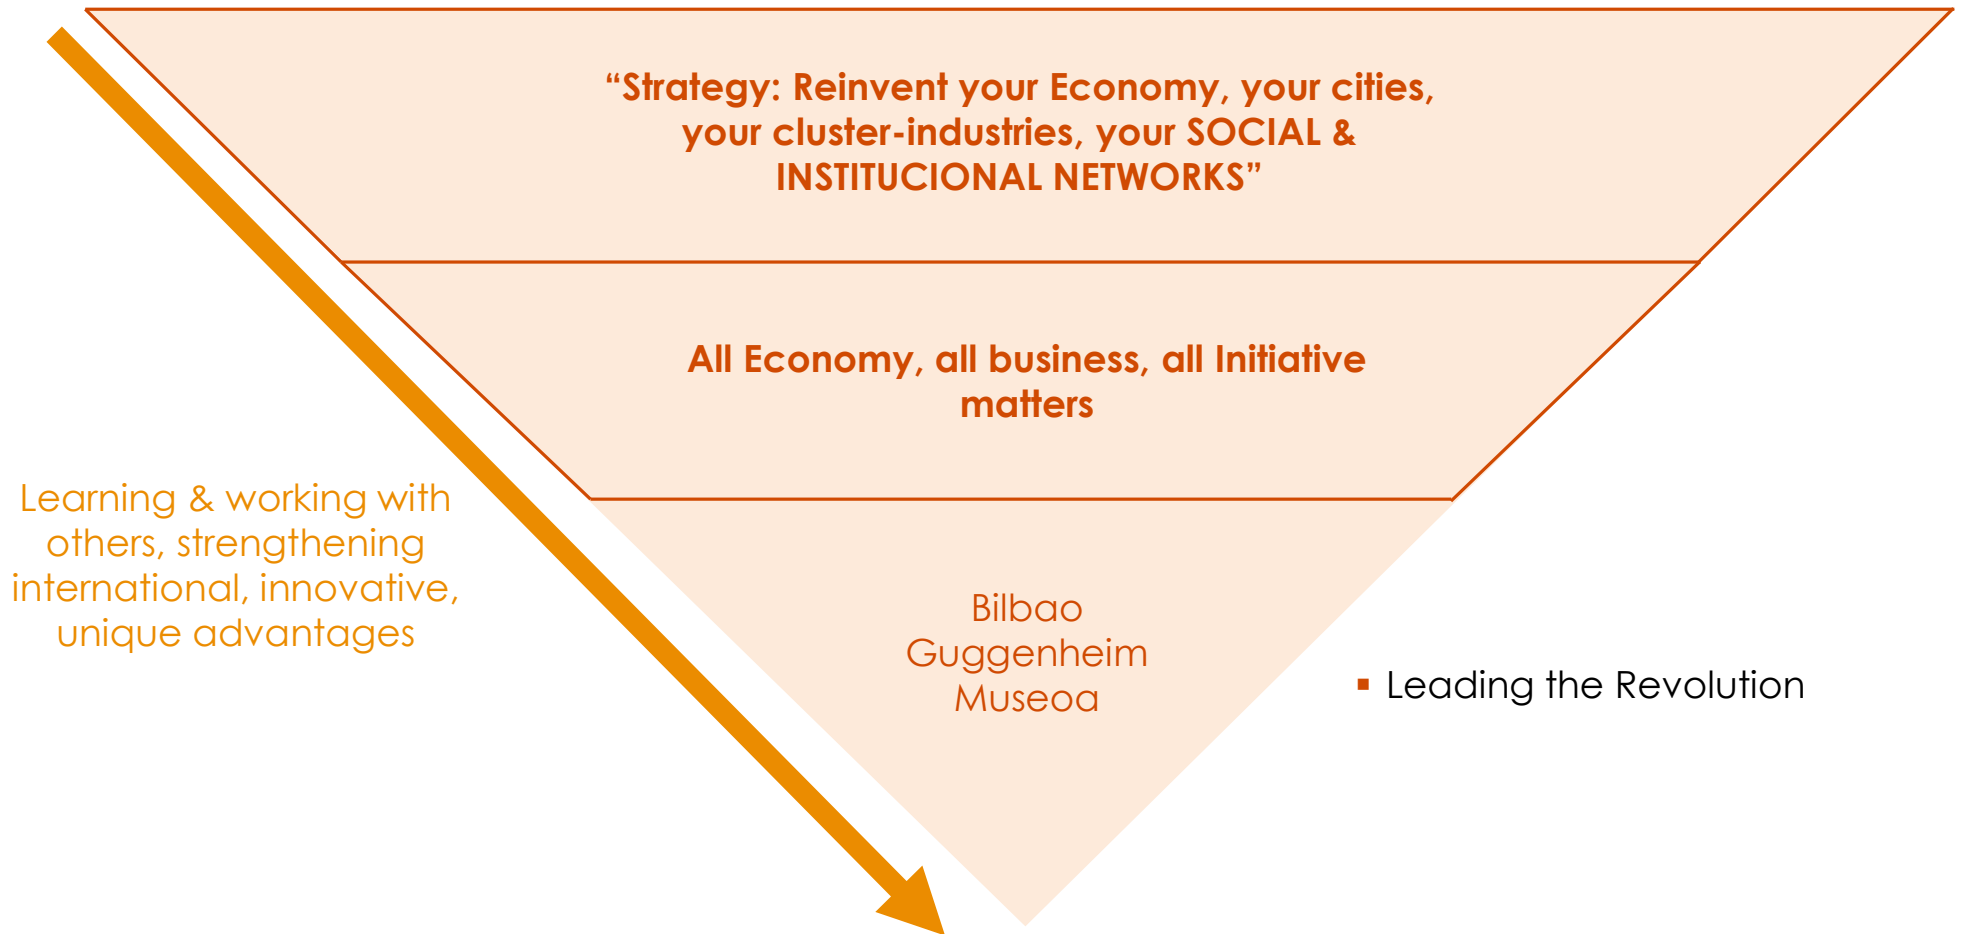 “Strategy: Reinvent your Economy, your cities,
your cluster-industries, your SOCIAL &
INSTITUCIONAL NETWORKS”
All Economy, all business, all Initiative
matters
Learning & working with
others, strengthening
international, innovative,
unique advantages
Bilbao
Guggenheim
Museoa
▪ Leading the Revolution